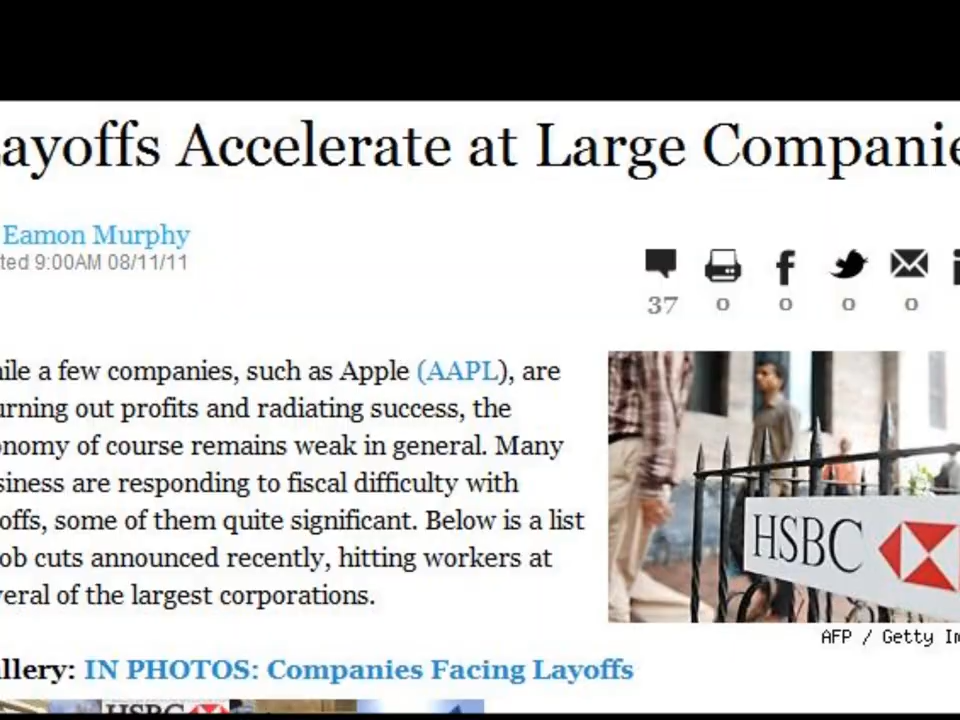 ayoffs Accelerate at Large Companie
Eamon Murphy
ted 9:00AM 08/11/11
37 0 0 0 0
ile a few companies, such as Apple (AAPL), are
urning out profits and radiating success, the
onomy of course remains weak in general. Many
siness are responding to fiscal difficulty with
offs, some of them quite significant. Below is a list
ob cuts announced recently, hitting workers at
veral of the largest corporations.
HSBC
AFP / Getty Im
llery: IN PHOTOS: Companies Facing Layoffs
HSBC